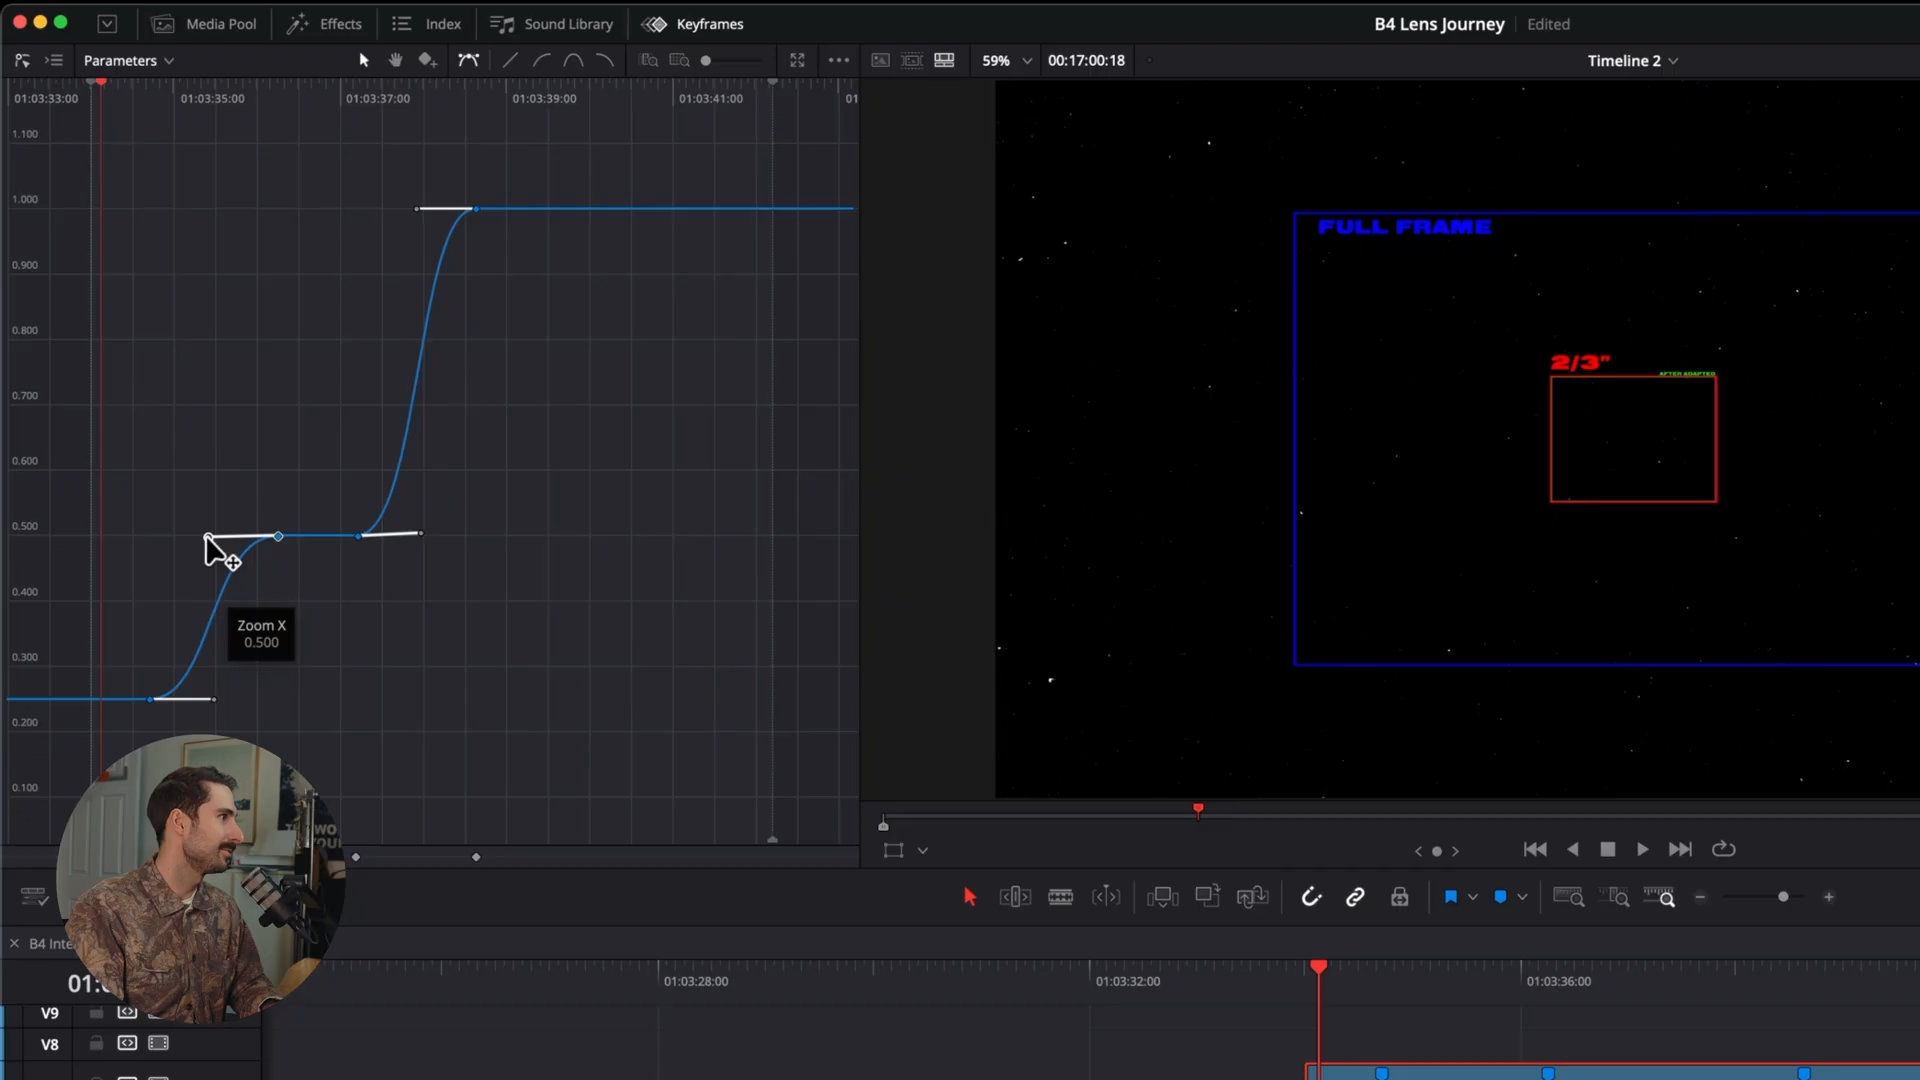 Media Pool
Effects
Index
Sound Library
Keyframes
B4 Lens Journey
Edited
Parameters
59%
00:17:00:18
Timeline 2
01:03:33:00
01:03:35:00
01:03:37:00
01:03:39:00
01:03:41:00
01
1.100
1.000
0.900
0.800
0.700
0.600
0.500
0.400
0.300
0.200
0.100
Zoom X
0.500
FULL FRAME
2/3"
AFTER ADAPTER
B4 Inte
01:
01:03:28:00
01:03:32:00
01:03:36:00
V9
V8